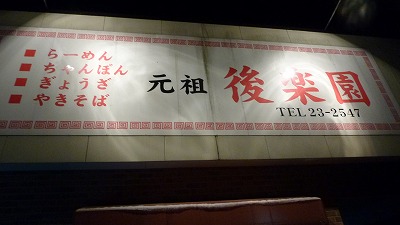 ■ らーめん
■ ちゃんぽん
■ ぎょうざ
■ やきそば
元祖 後楽園
TEL 23-2547